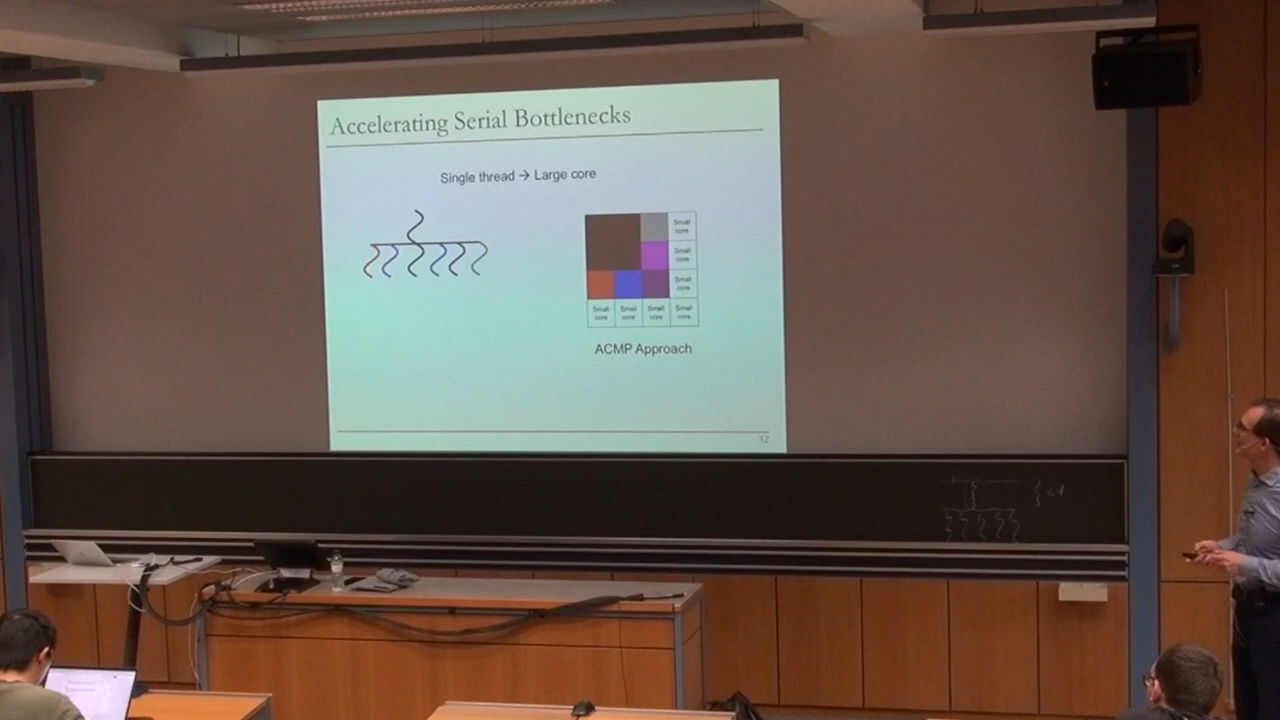 Accelerating Serial Bottlenecks
Single thread → Large core
Small
core
Small
core
Small
core
Small
core
Small
core
Small
core
Small
core
ACMP Approach
32